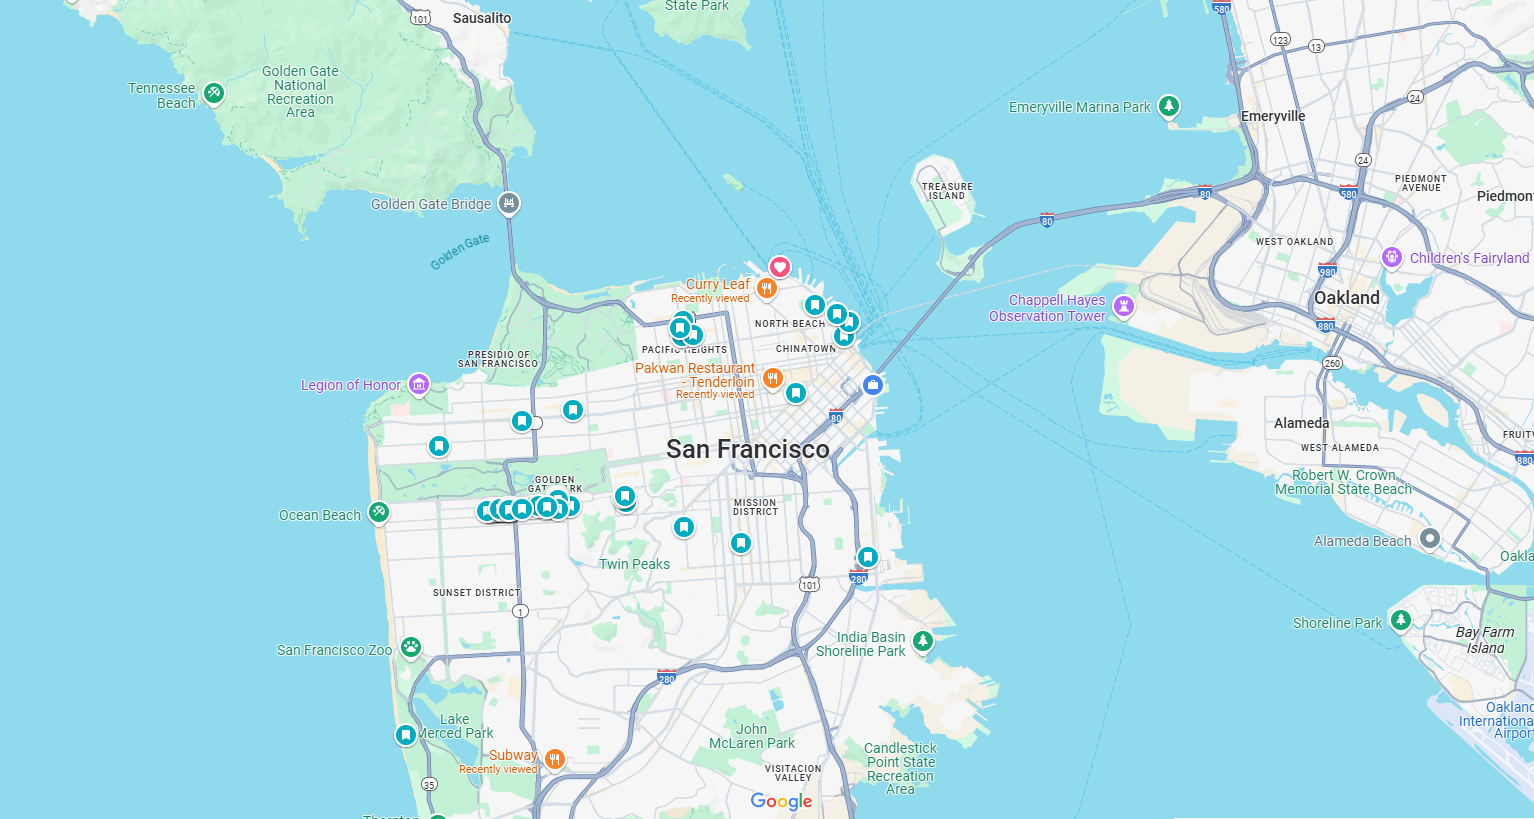 State Park
Sausalito
101
580
123
13
Golden Gate
National
Recreation
Area
Tennessee
Beach
24
Emeryville Marina Park
Emeryville
24
PIEDMONT
AVENUE
TREASURE
ISLAND
80
580
Piedmon
Golden Gate Bridge
80
Golden Gate
WEST OAKLAND
Children's Fairyland
980
Curry Leaf
Recently viewed
Chappell Hayes
Observation Tower
Oakland
NORTH BEACH
880
PRESIDIO OF
SAN FRANCISCO
PACIFIC HEIGHTS
CHINATOWN
260
Pakwan Restaurant
- Tenderloin
Recently viewed
Legion of Honor
80
Alameda
FRUITV
San Francisco
WEST ALAMEDA
880
GOLDEN
GATE PARK
Robert W. Crown
Memorial State Beach
Ocean Beach
MISSION
DISTRICT
Alameda Beach
Oakla
Twin Peaks
280
101
SUNSET DISTRICT
1
India Basin
Shoreline Park
Shoreline Park
Bay Farm
Island
San Francisco Zoo
280
Lake
Merced Park
John
McLaren Park
Oakland
International
Airport
Subway
Recently viewed
Candlestick
Point State
Recreation
Area
VISITACION
VALLEY
35
Google